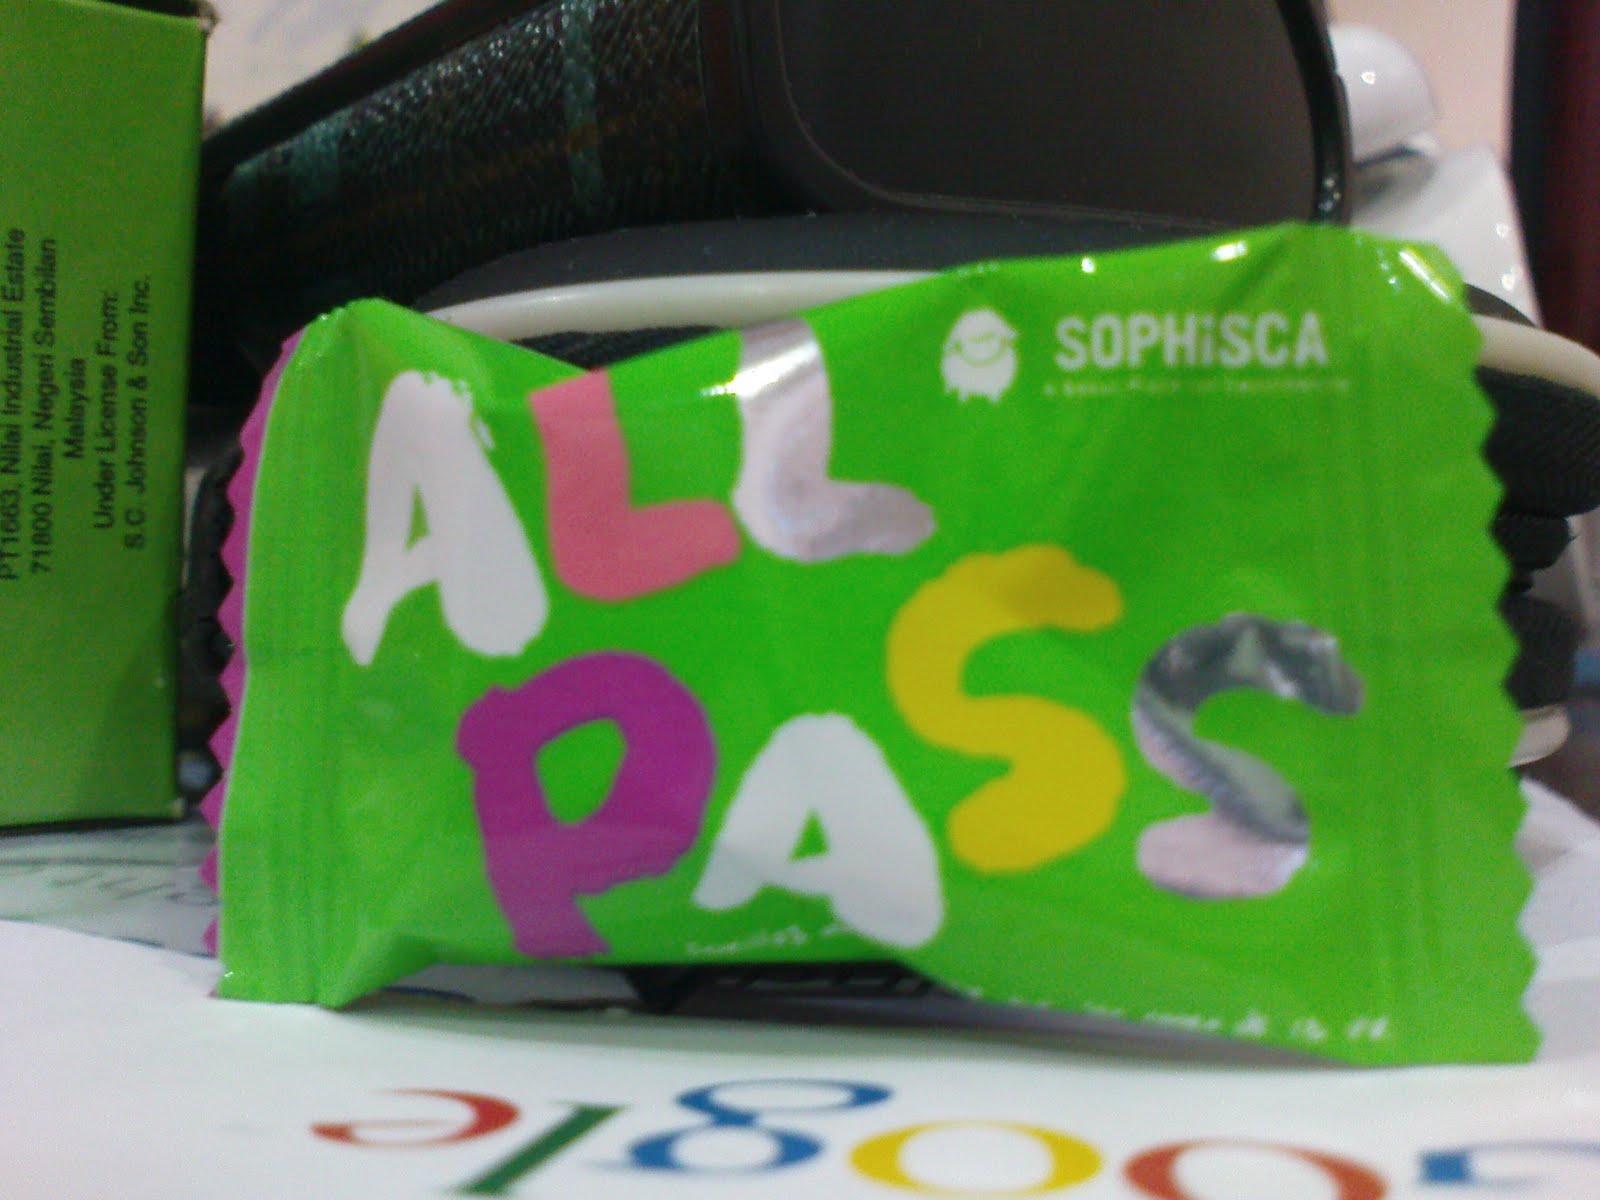 PT1663, Nilai Industrial Estate
71800 Nilai, Negeri Sembilan
Malaysia
Under License From:
S.C. Johnson & Son Inc.
SOPHiSCA
ALL
PASS
Google